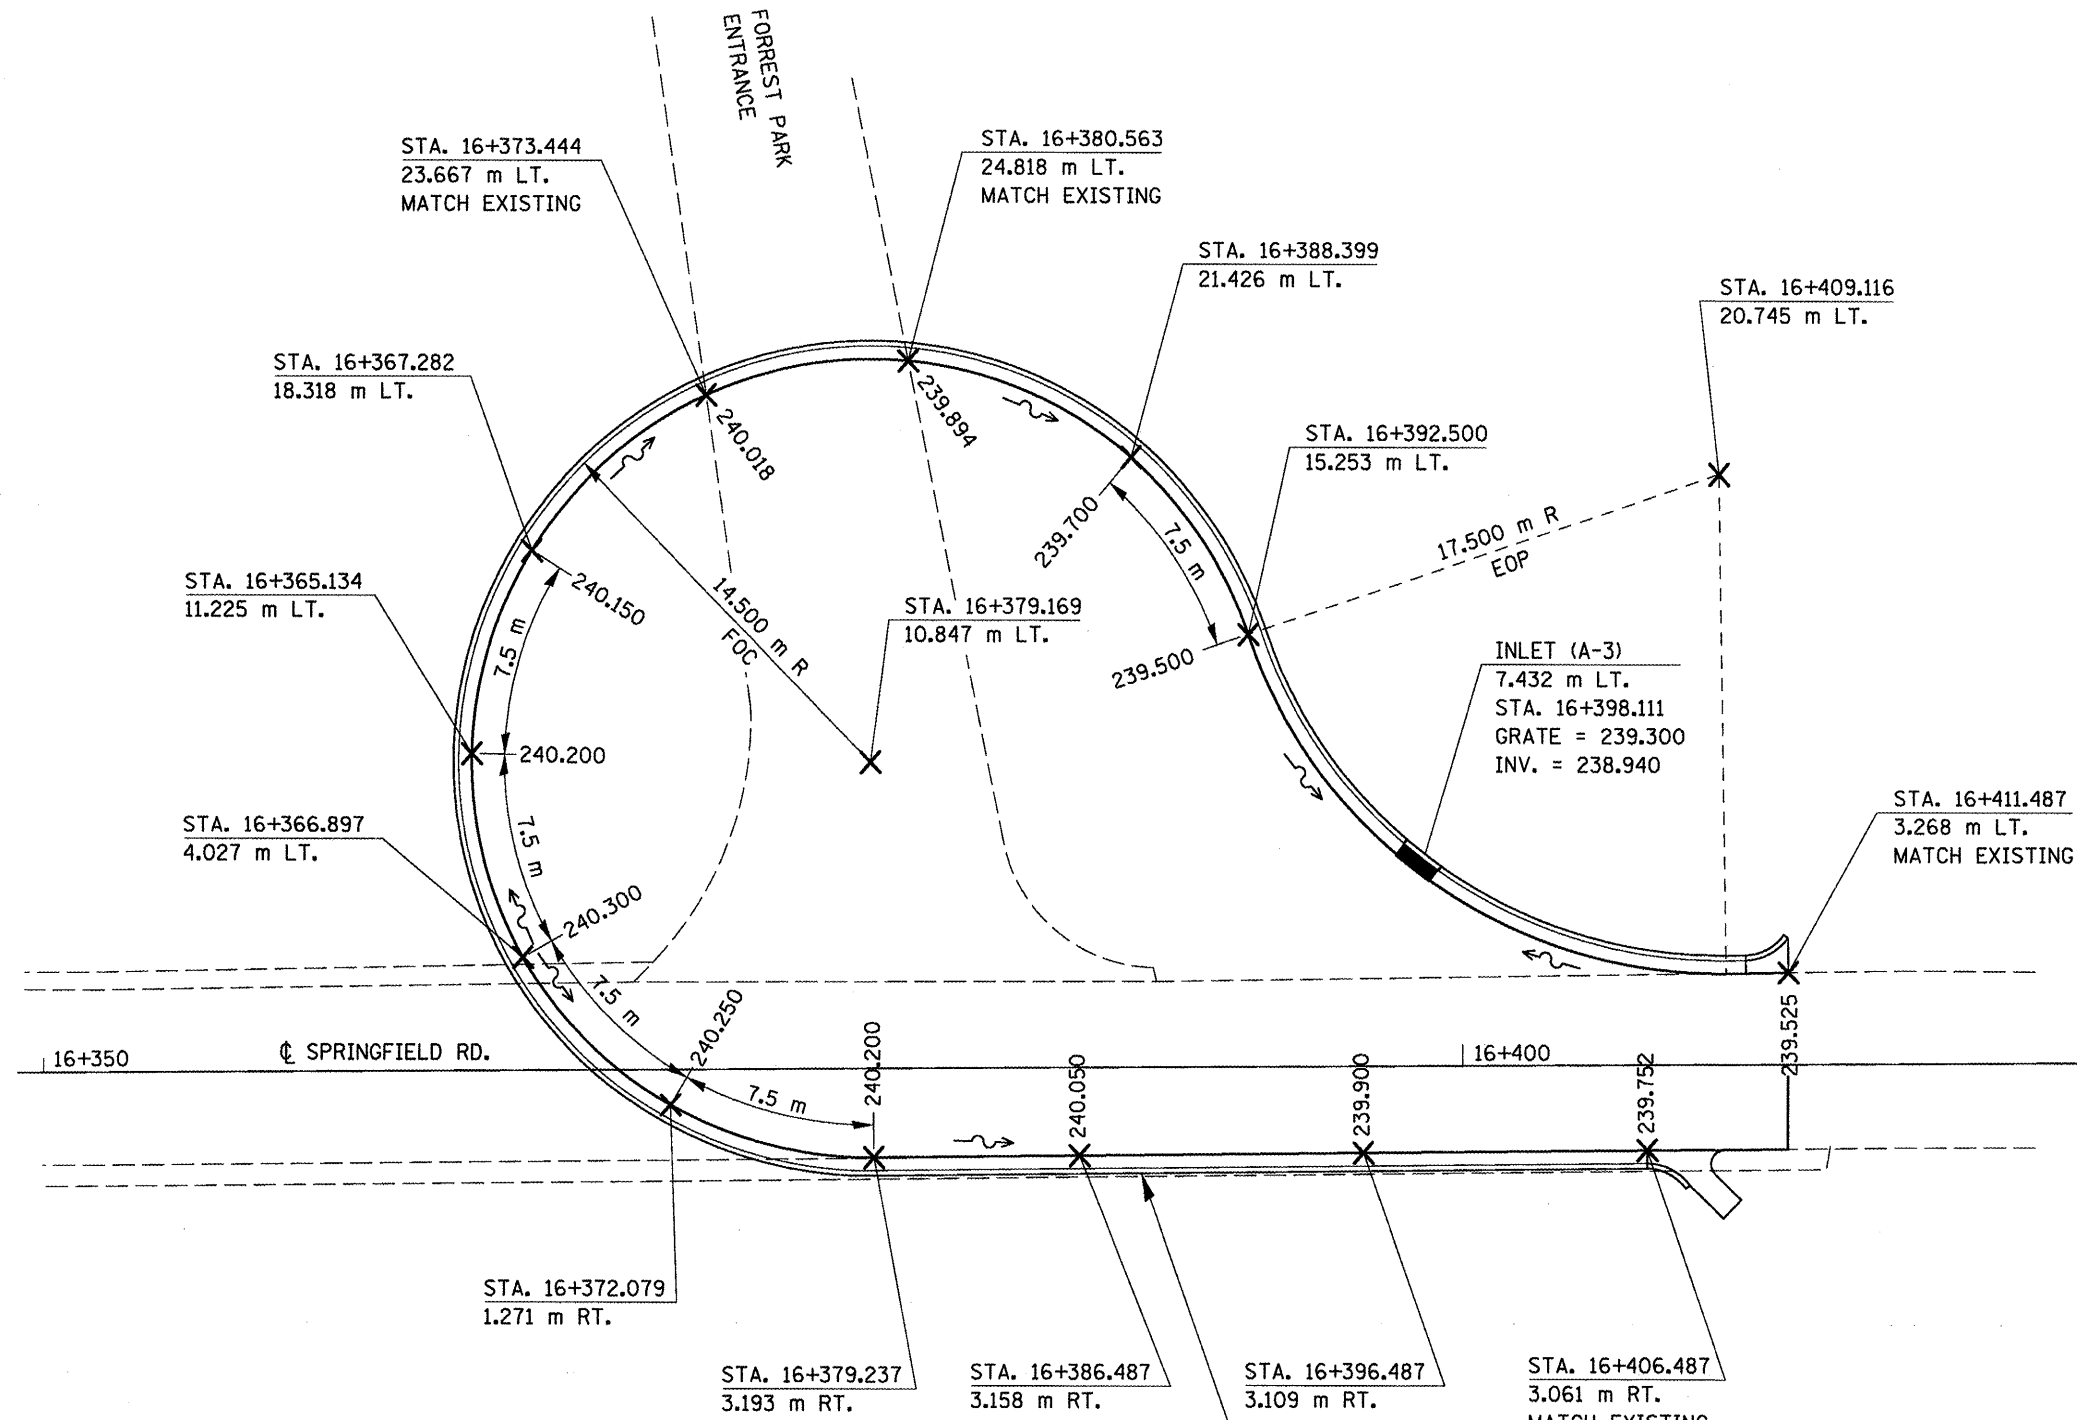 FORREST PARK
ENTRANCE
STA. 16+373.444
23.667 m LT.
MATCH EXISTING
STA. 16+380.563
24.818 m LT.
MATCH EXISTING
STA. 16+388.399
21.426 m LT.
STA. 16+409.116
20.745 m LT.
STA. 16+367.282
18.318 m LT.
240.018
239.894
STA. 16+392.500
15.253 m LT.
239.700
7.5 m
17.500 m R
EOP
STA. 16+365.134
11.225 m LT.
240.150
7.5 m
14.500 m R
FOC
STA. 16+379.169
10.847 m LT.
239.500
INLET (A-3)
7.432 m LT.
STA. 16+398.111
GRATE = 239.300
INV. = 238.940
240.200
STA. 16+366.897
4.027 m LT.
7.5 m
240.300
STA. 16+411.487
3.268 m LT.
MATCH EXISTING
7.5 m
240.250
16+350
℄ SPRINGFIELD RD.
7.5 m
240.200
240.050
239.900
16+400
239.752
239.525
STA. 16+372.079
1.271 m RT.
STA. 16+379.237
3.193 m RT.
STA. 16+386.487
3.158 m RT.
STA. 16+396.487
3.109 m RT.
STA. 16+406.487
3.061 m RT.
MATCH EXISTING